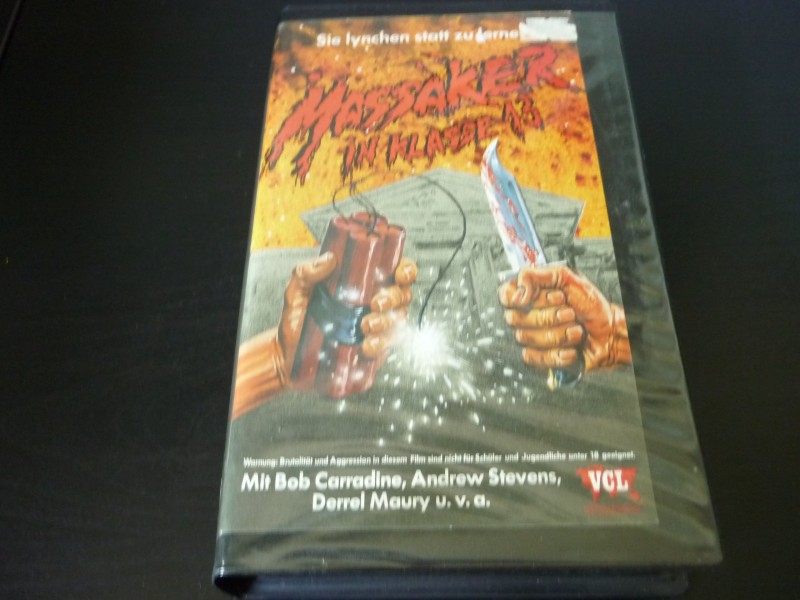 Sie lynchen statt zu lerne
MASSAKER
IN KLASSE 13
Warnung: Brutalität und Aggression in diesem Film sind nicht für Schüler und Jugendliche unter 18 geeignet.
Mit Bob Carradine, Andrew Stevens,
Derrel Maury u. v. a.
VCL